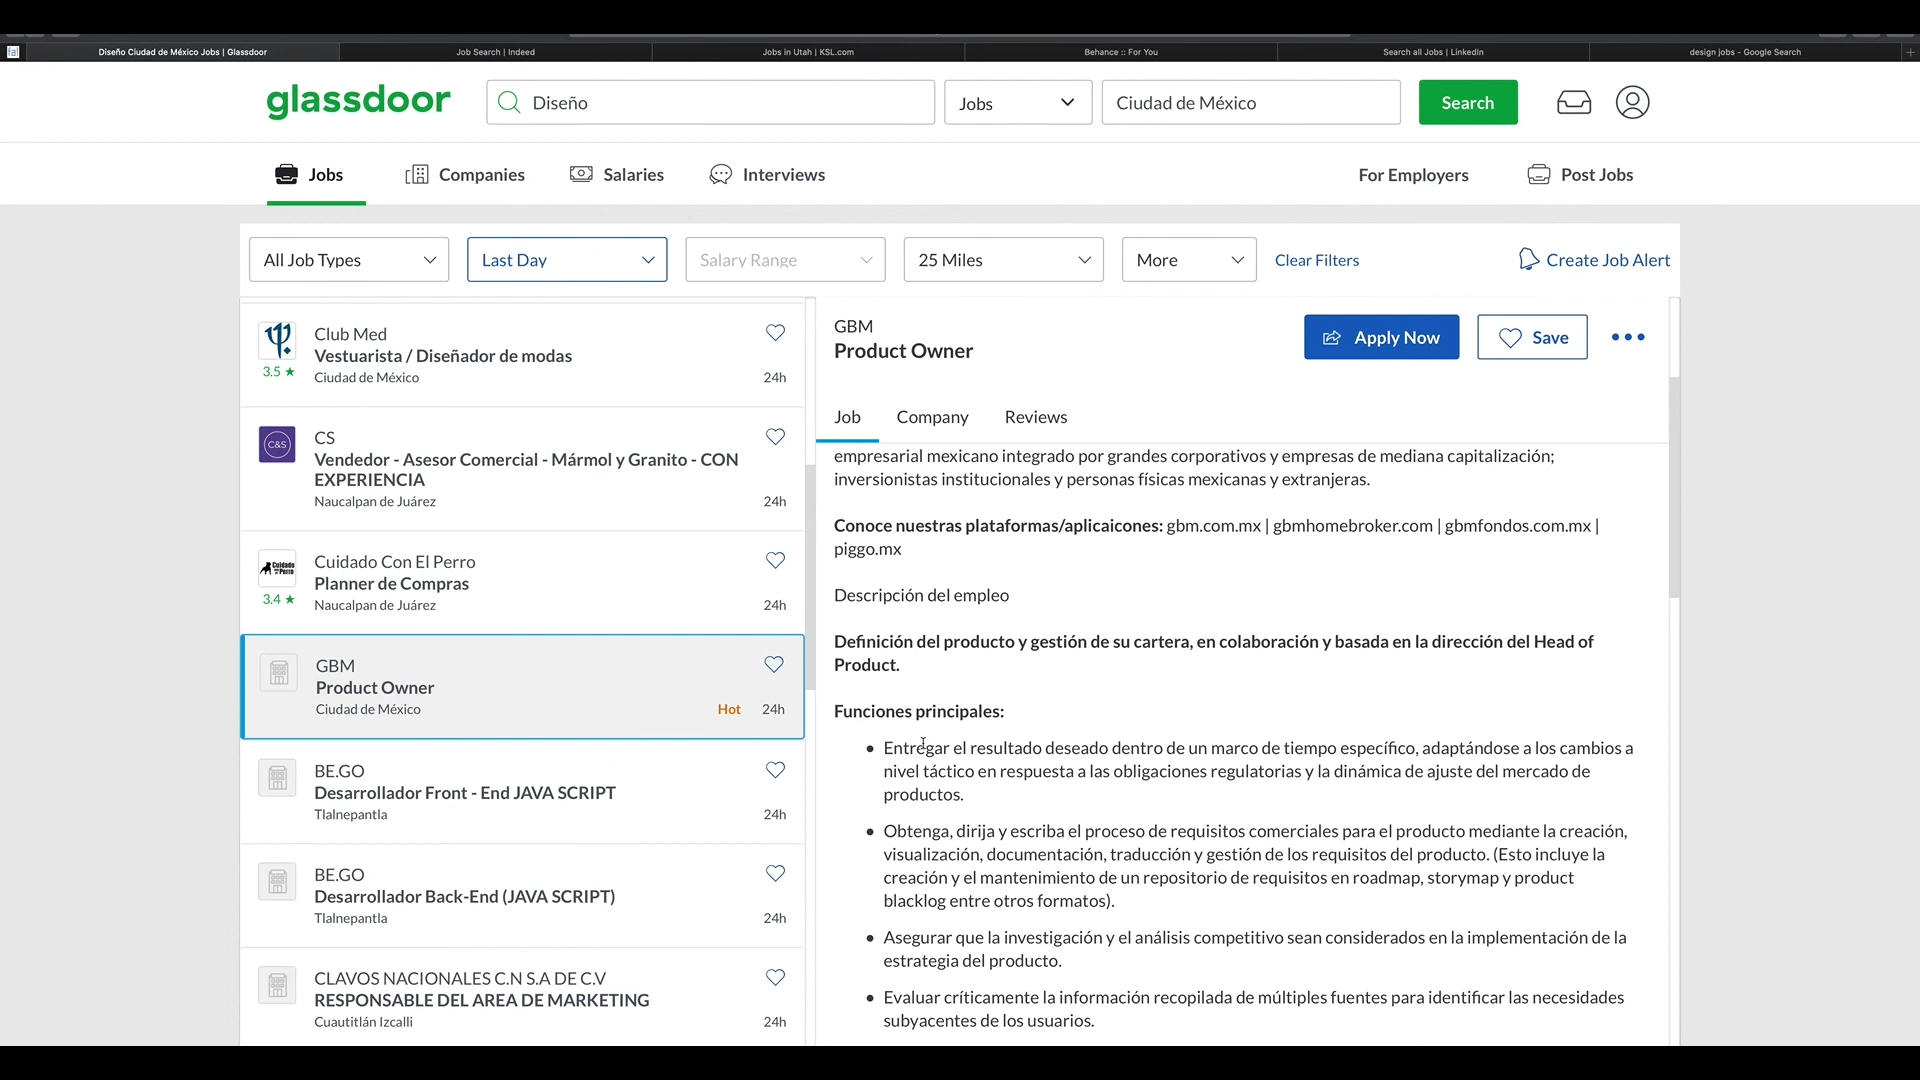 Diseño Ciudad de México Jobs | Glassdoor
Job Search | Indeed
Jobs in Utah | KSL.com
Behance :: For You
Search all Jobs | LinkedIn
design jobs - Google Search
glassdoor
Diseño
Jobs
Ciudad de México
Search
Jobs
Companies
Salaries
Interviews
For Employers
Post Jobs
All Job Types
Last Day
Salary Range
25 Miles
More
Clear Filters
Create Job Alert
Club Med
Vestuarista / Diseñador de modas
3.5 ★
Ciudad de México
24h
C&S
CS
Vendedor - Asesor Comercial - Mármol y Granito - CON
EXPERIENCIA
Naucalpan de Juárez
24h
Cuidado Con El Perro
Planner de Compras
3.4 ★
Naucalpan de Juárez
24h
GBM
Product Owner
Ciudad de México
Hot
24h
BE.GO
Desarrollador Front - End JAVA SCRIPT
Tlalnepantla
24h
BE.GO
Desarrollador Back-End (JAVA SCRIPT)
Tlalnepantla
24h
CLAVOS NACIONALES C.N S.A DE C.V
RESPONSABLE DEL AREA DE MARKETING
Cuautitlán Izcalli
24h
GBM
Product Owner
Apply Now
Save
Job
Company
Reviews
empresarial mexicano integrado por grandes corporativos y empresas de mediana capitalización;
inversionistas institucionales y personas físicas mexicanas y extranjeras.
Conoce nuestras plataformas/aplicaicones: gbm.com.mx | gbmhomebroker.com | gbmfondos.com.mx |
piggo.mx
Descripción del empleo
Definición del producto y gestión de su cartera, en colaboración y basada en la dirección del Head of
Product.
Funciones principales:
• Entregar el resultado deseado dentro de un marco de tiempo específico, adaptándose a los cambios a
nivel táctico en respuesta a las obligaciones regulatorias y la dinámica de ajuste del mercado de
productos.
• Obtenga, dirija y escriba el proceso de requisitos comerciales para el producto mediante la creación,
visualización, documentación, traducción y gestión de los requisitos del producto. (Esto incluye la
creación y el mantenimiento de un repositorio de requisitos en roadmap, storymap y product
blacklog entre otros formatos).
• Asegurar que la investigación y el análisis competitivo sean considerados en la implementación de la
estrategia del producto.
• Evaluar críticamente la información recopilada de múltiples fuentes para identificar las necesidades
subyacentes de los usuarios.